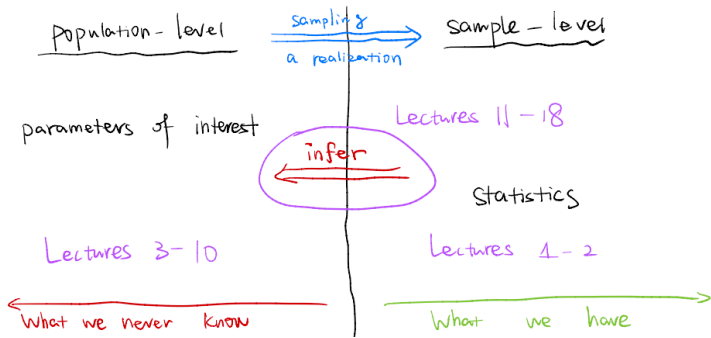 population-level
sampling
a realization
sample-level
parameters of interest
Lectures 11-18
infer
Statistics
Lectures 3-10
Lectures 1-2
What we never know
What we have